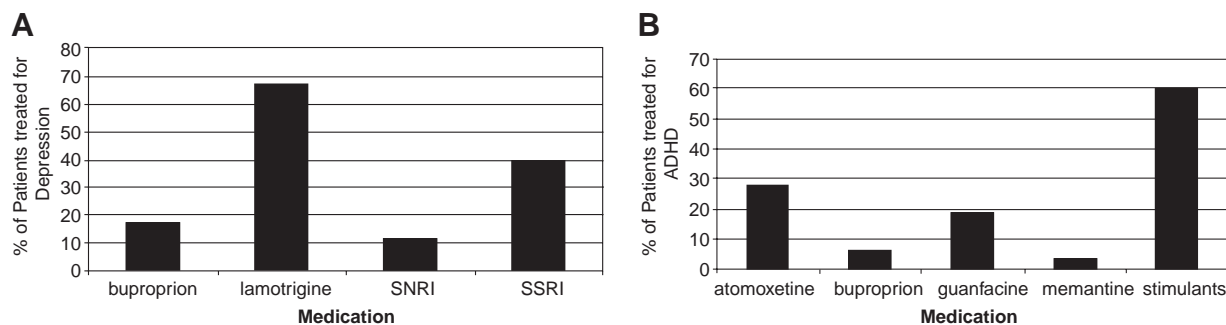 A
% of Patients treated for
Depression
80
70
60
50
40
30
20
10
0
buproprion lamotrigine SNRI SSRI
Medication
B
% of Patients treated for
ADHD
70
60
50
40
30
20
10
0
atomoxetine buproprion guanfacine memantine stimulants
Medication